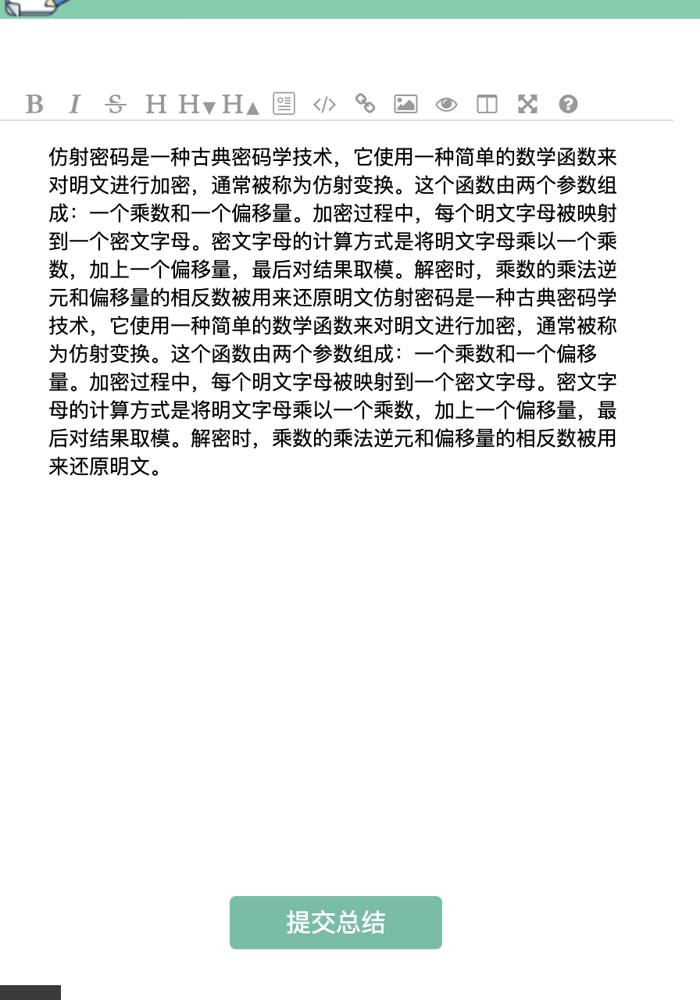 B I S H H▼ H▲
仿射密码是一种古典密码学技术，它使用一种简单的数学函数来
对明文进行加密，通常被称为仿射变换。这个函数由两个参数组
成：一个乘数和一个偏移量。加密过程中，每个明文字母被映射
到一个密文字母。密文字母的计算方式是将明文字母乘以一个乘
数，加上一个偏移量，最后对结果取模。解密时，乘数的乘法逆
元和偏移量的相反数被用来还原明文仿射密码是一种古典密码学
技术，它使用一种简单的数学函数来对明文进行加密，通常被称
为仿射变换。这个函数由两个参数组成：一个乘数和一个偏移
量。加密过程中，每个明文字母被映射到一个密文字母。密文字
母的计算方式是将明文字母乘以一个乘数，加上一个偏移量，最
后对结果取模。解密时，乘数的乘法逆元和偏移量的相反数被用
来还原明文。
提交总结